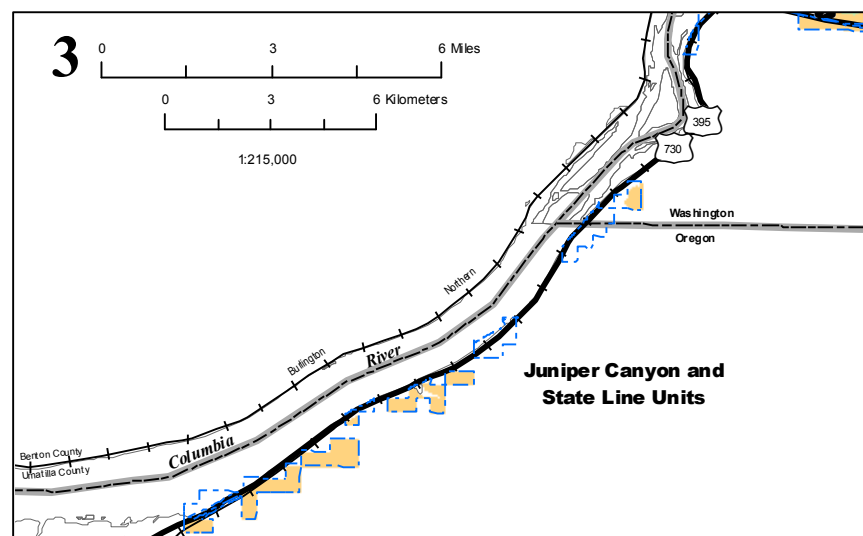 3
0 3 6 Miles
0 3 6 Kilometers
1:215,000
395
730
Washington
Oregon
Northern
Burlington
River
Columbia
Juniper Canyon and
State Line Units
Benton County
Umatilla County